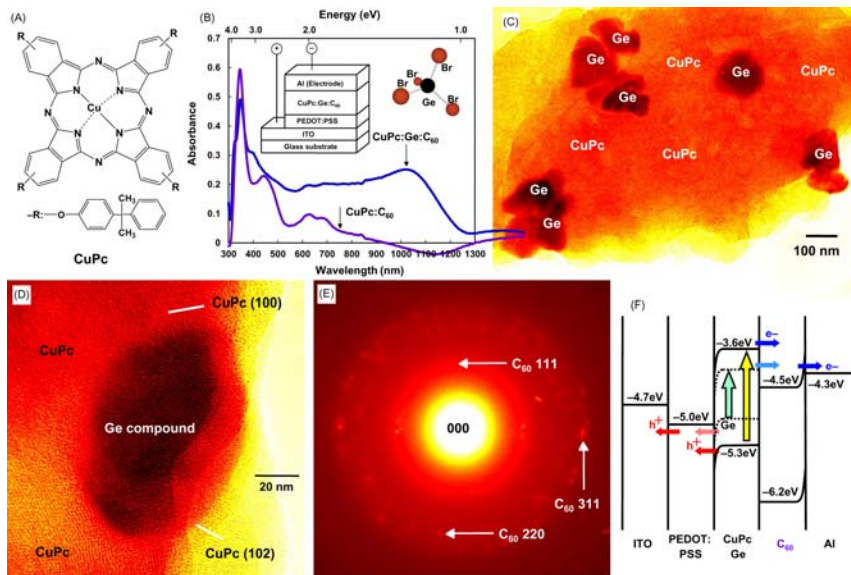 (A)
R
R
N
N
N
N
Cu
N
N
N
N
R
R
–R:
O
CH₃
CH₃
CuPc
(B)
Energy (eV)
4.0 3.0 2.0 1.0
Absorbance
0.6
0.5
0.4
0.3
0.2
0.1
0
300 400 500 600 700 800 900 1000 1100 1200 1300
Wavelength (nm)
+
−
Al (Electrode)
CuPc:Ge:C₆₀
PEDOT:PSS
ITO
Glass substrate
Br
Br
Br
Br
Ge
CuPc:Ge:C₆₀
CuPc:C₆₀
(C)
Ge
Ge
CuPc
CuPc
Ge
Ge
CuPc
CuPc
Ge
Ge
Ge
100 nm
(D)
CuPc (100)
CuPc
Ge compound
20 nm
CuPc
CuPc (102)
(E)
C₆₀ 111
000
C₆₀ 311
C₆₀ 220
(F)
−3.6eV
e−
−4.7eV
−4.5eV
e−
−4.3eV
−5.0eV
Ge
h⁺
h⁺
−5.3eV
−6.2eV
ITO
PEDOT:
PSS
CuPc
Ge
C₆₀
Al